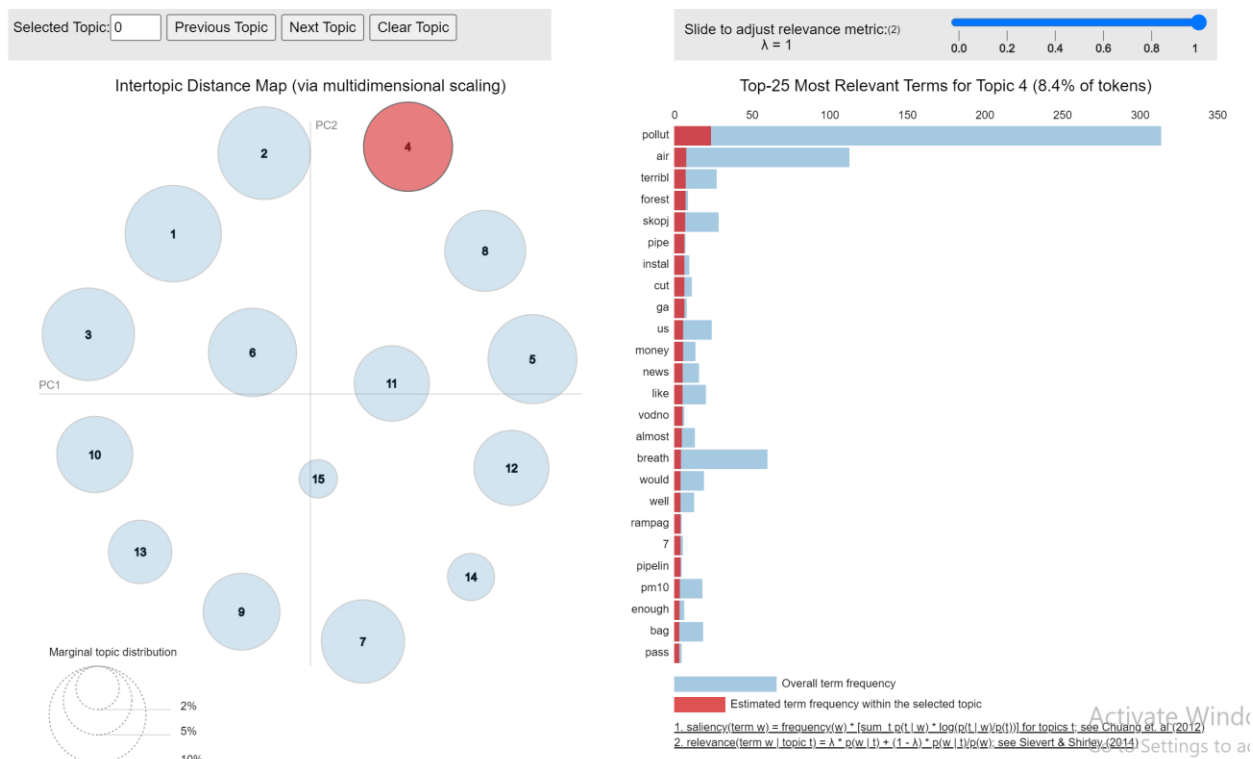 Selected Topic: 0 Previous Topic Next Topic Clear Topic
Slide to adjust relevance metric:(2)
λ = 1
0.0 0.2 0.4 0.6 0.8 1
Intertopic Distance Map (via multidimensional scaling)
PC2
PC1
2
4
1
8
3
6
5
11
10
12
15
13
14
9
7
Marginal topic distribution
2%
5%
10%
Top-25 Most Relevant Terms for Topic 4 (8.4% of tokens)
0 50 100 150 200 250 300 350
pollut
air
terribl
forest
skopj
pipe
instal
cut
ga
us
money
news
like
vodno
almost
breath
would
well
rampag
7
pipelin
pm10
enough
bag
pass
Overall term frequency
Estimated term frequency within the selected topic
1. saliency(term w) = frequency(w) * [sum_t p(t | w) * log(p(t | w)/p(t))] for topics t; see Chuang et. al (2012)
2. relevance(term w | topic t) = λ * p(w | t) + (1 - λ) * p(w | t)/p(w); see Sievert & Shirley (2014)
Activate Windo
Go to Settings to ac